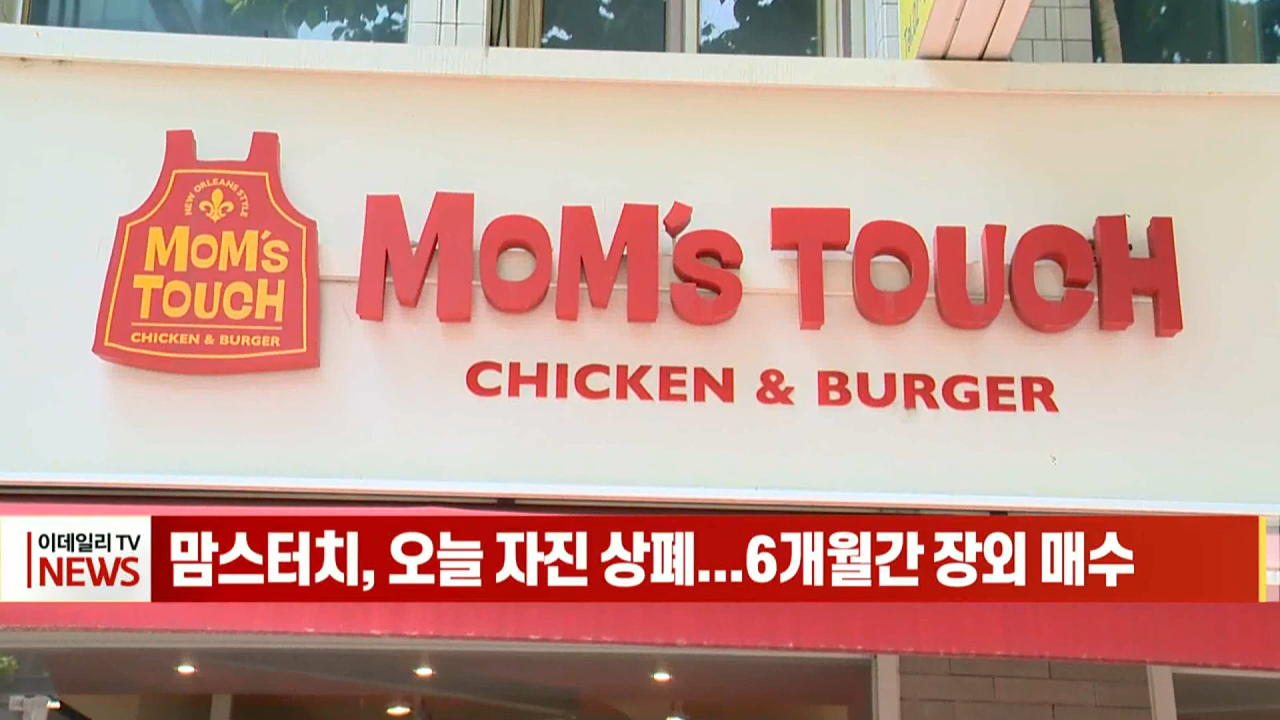 NEW ORLEANS STYLE
MOM'S
TOUCH
CHICKEN & BURGER
MOM'S TOUCH
CHICKEN & BURGER
이데일리 TV
NEWS
맘스터치, 오늘 자진 상폐...6개월간 장외 매수